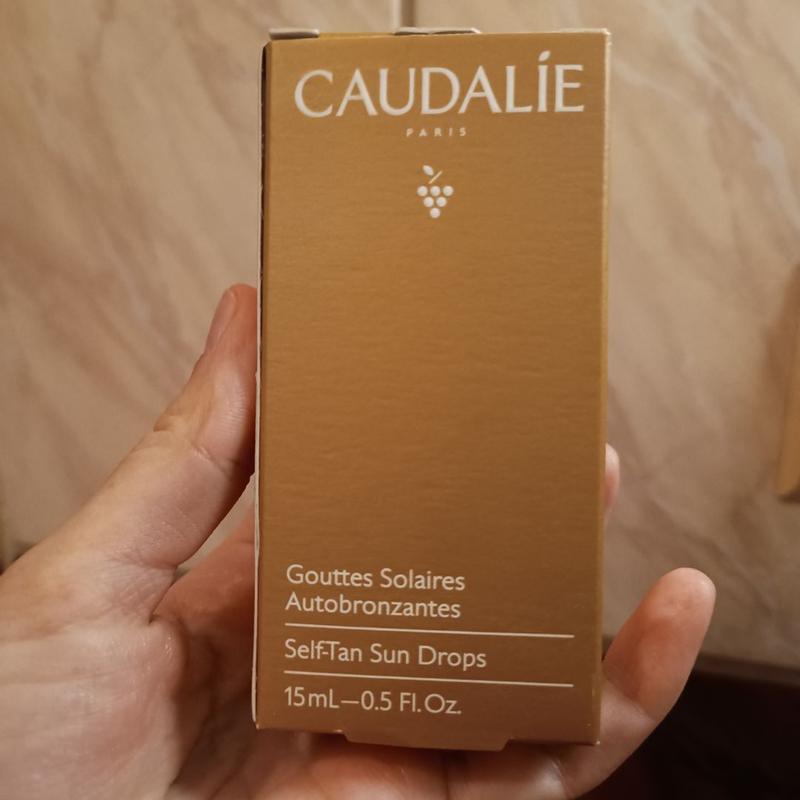 CAUDALÍE
PARIS
Gouttes Solaires
Autobronzantes
Self-Tan Sun Drops
15mL—0.5 Fl.Oz.